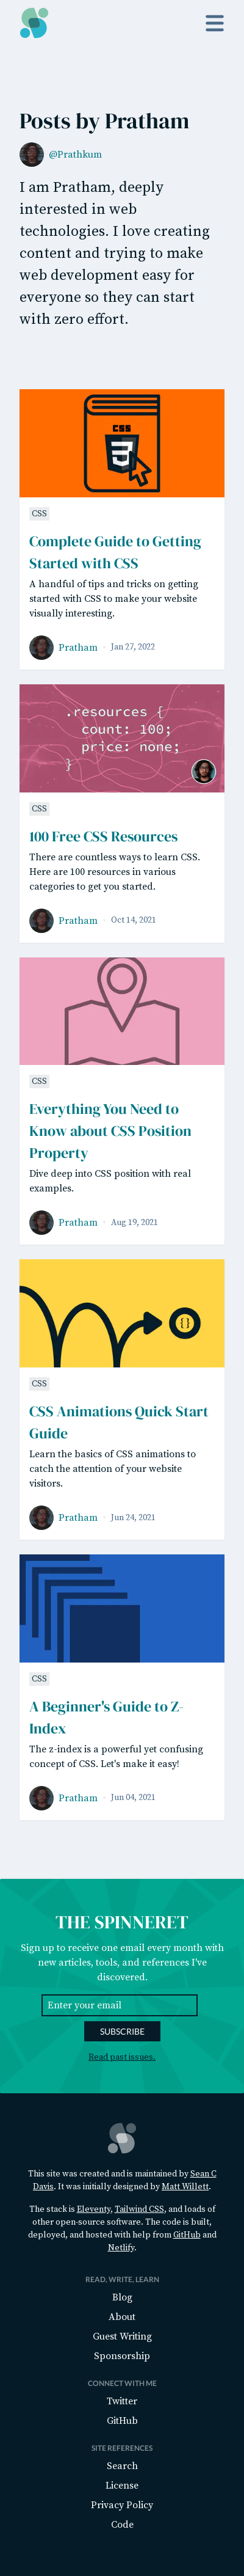 Posts by Pratham
@Prathkum
I am Pratham, deeply
interested in web
technologies. I love creating
content and trying to make
web development easy for
everyone so they can start
with zero effort.
CSS
3
CSS
Complete Guide to Getting
Started with CSS
A handful of tips and tricks on getting
started with CSS to make your website
visually interesting.
Pratham · Jan 27, 2022
.resources {
count: 100;
price: none;
}
CSS
100 Free CSS Resources
There are countless ways to learn CSS.
Here are 100 resources in various
categories to get you started.
Pratham · Oct 14, 2021
CSS
Everything You Need to
Know about CSS Position
Property
Dive deep into CSS position with real
examples.
Pratham · Aug 19, 2021
{}
CSS
CSS Animations Quick Start
Guide
Learn the basics of CSS animations to
catch the attention of your website
visitors.
Pratham · Jun 24, 2021
CSS
A Beginner's Guide to Z-
Index
The z-index is a powerful yet confusing
concept of CSS. Let's make it easy!
Pratham · Jun 04, 2021
THE SPINNERET
Sign up to receive one email every month with
new articles, tools, and references I've
discovered.
Enter your email
SUBSCRIBE
Read past issues.
This site was created and is maintained by Sean C
Davis. It was initially designed by Matt Willett.
The stack is Eleventy, Tailwind CSS, and loads of
other open-source software. The code is built,
deployed, and hosted with help from GitHub and
Netlify.
READ, WRITE, LEARN
Blog
About
Guest Writing
Sponsorship
CONNECT WITH ME
Twitter
GitHub
SITE REFERENCES
Search
License
Privacy Policy
Code